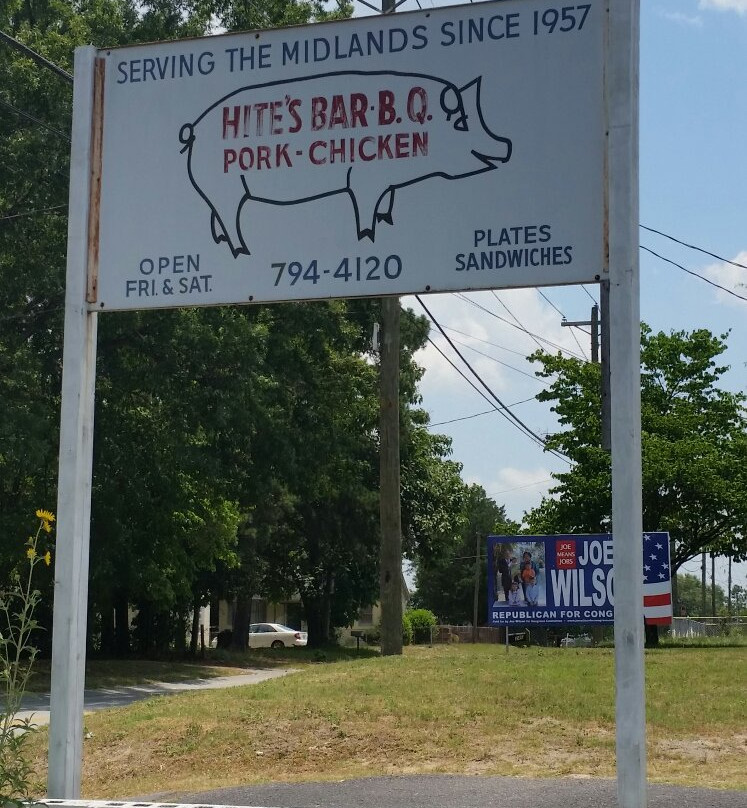 SERVING THE MIDLANDS SINCE 1957
HITE'S BAR-B.Q.
PORK-CHICKEN
OPEN
FRI. & SAT.
794-4120
PLATES
SANDWICHES
JOE
MEANS
JOBS
JOE
WILSO
REPUBLICAN FOR CONG